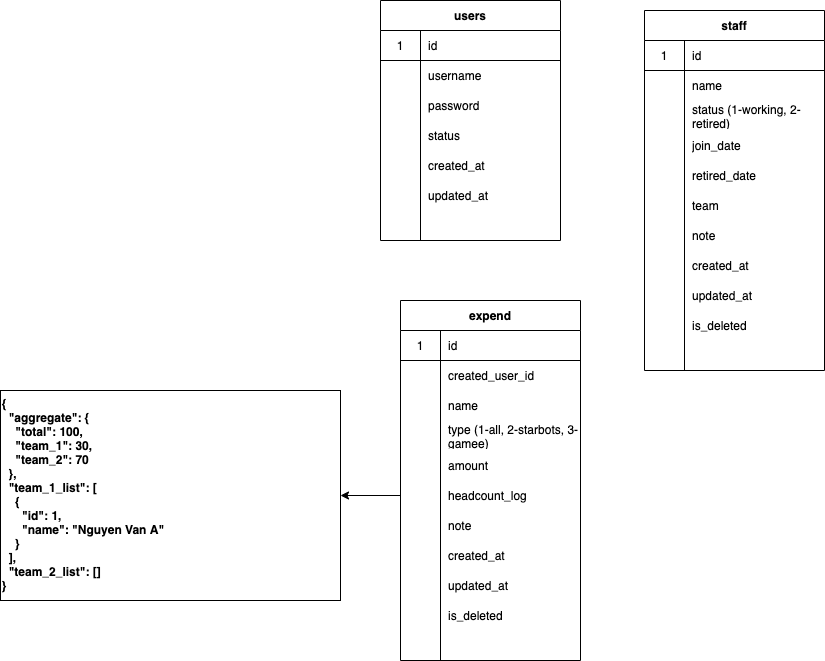 users
1 id
username
password
status
created_at
updated_at
staff
1 id
name
status (1-working, 2-
retired)
join_date
retired_date
team
note
created_at
updated_at
is_deleted
expend
1 id
created_user_id
name
type (1-all, 2-starbots, 3-
gamee)
amount
headcount_log
note
created_at
updated_at
is_deleted
{
"aggregate": {
"total": 100,
"team_1": 30,
"team_2": 70
},
"team_1_list": [
{
"id": 1,
"name": "Nguyen Van A"
}
],
"team_2_list": []
}